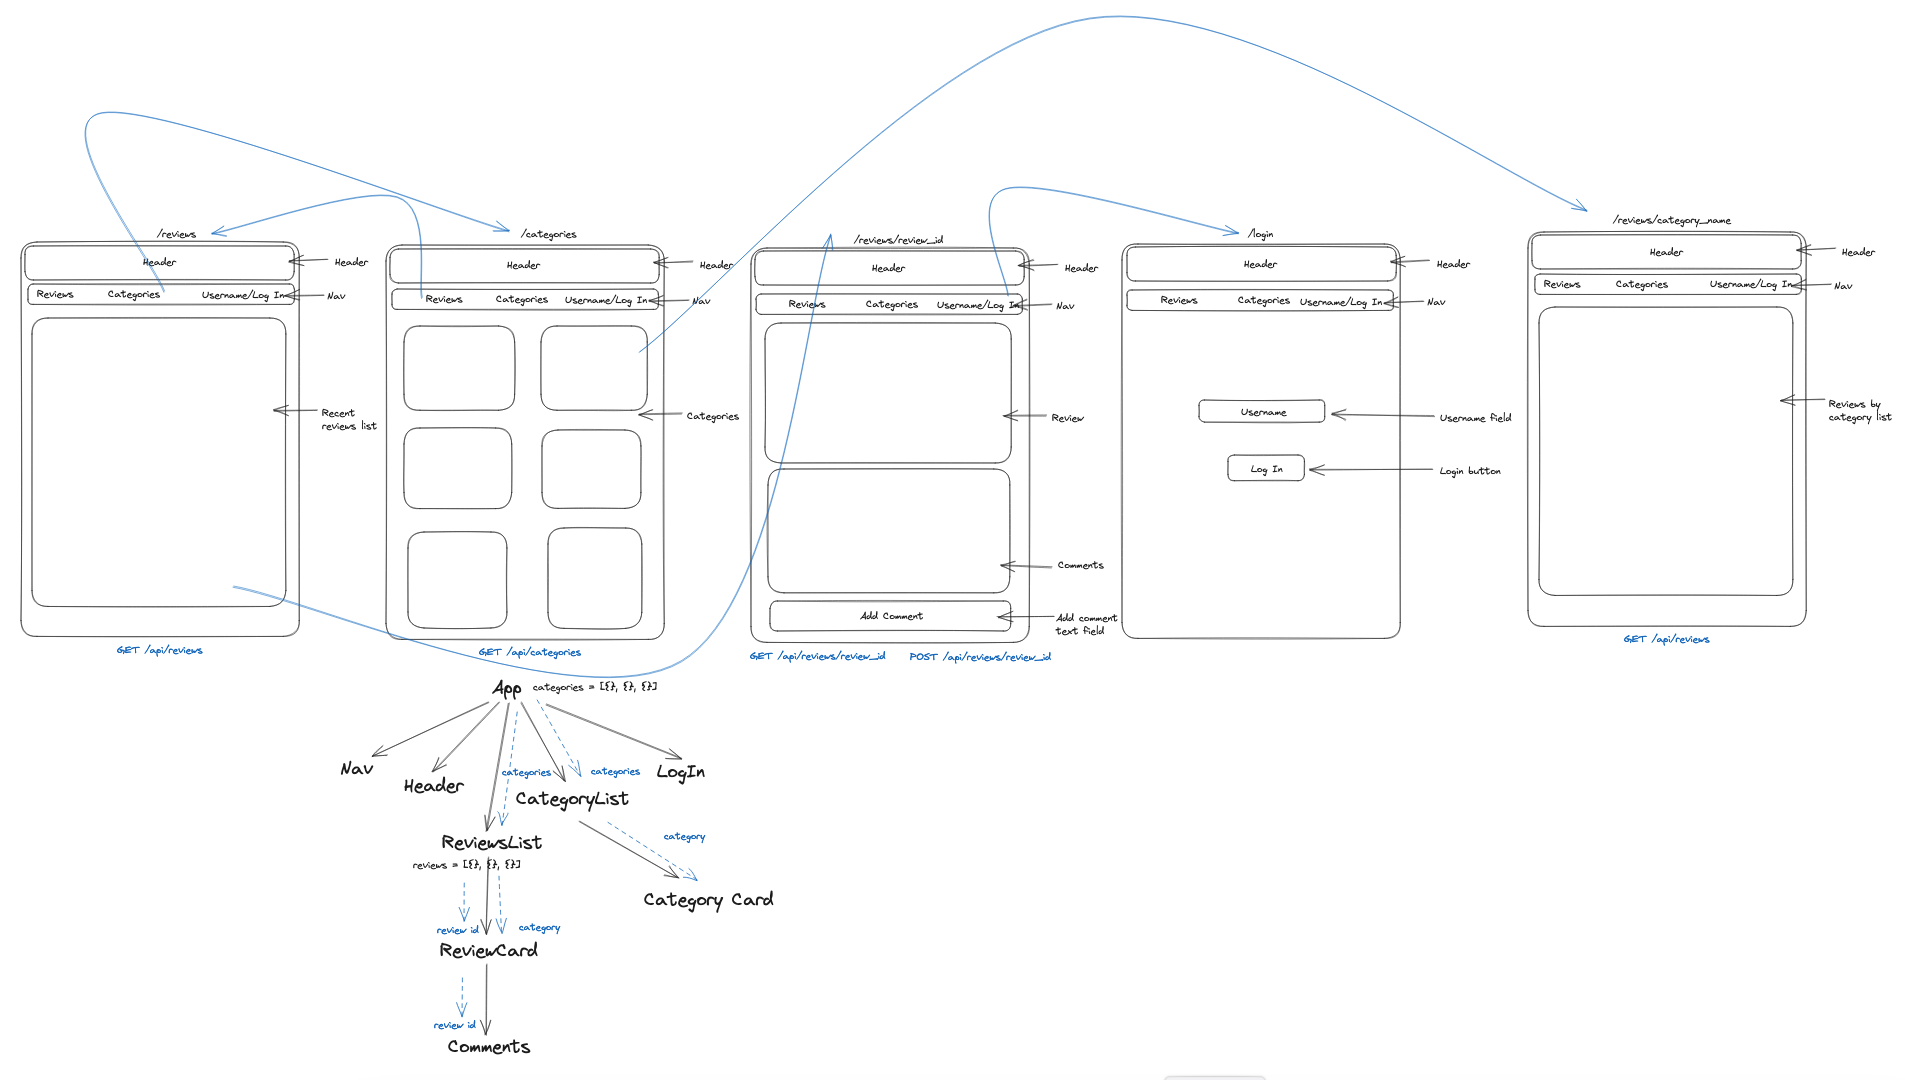 /reviews
Header
Header
Reviews
Categories
Username/Log In
Nav
Recent
reviews list
GET /api/reviews
/categories
Header
Header
Reviews
Categories
Username/Log In
Nav
Categories
GET /api/categories
/reviews/review_id
Header
Header
Reviews
Categories
Username/Log In
Nav
Review
Comments
Add Comment
Add comment
text field
GET /api/reviews/review_id
POST /api/reviews/review_id
/login
Header
Header
Reviews
Categories
Username/Log In
Nav
Username
Username field
Log In
Login button
/reviews/category_name
Header
Header
Reviews
Categories
Username/Log In
Nav
Reviews by
category list
GET /api/reviews
App
categories = [{}, {}, {}]
Nav
Header
categories
categories
LogIn
CategoryList
ReviewsList
category
reviews = [{}, {}, {}]
Category Card
review id
category
ReviewCard
review id
Comments